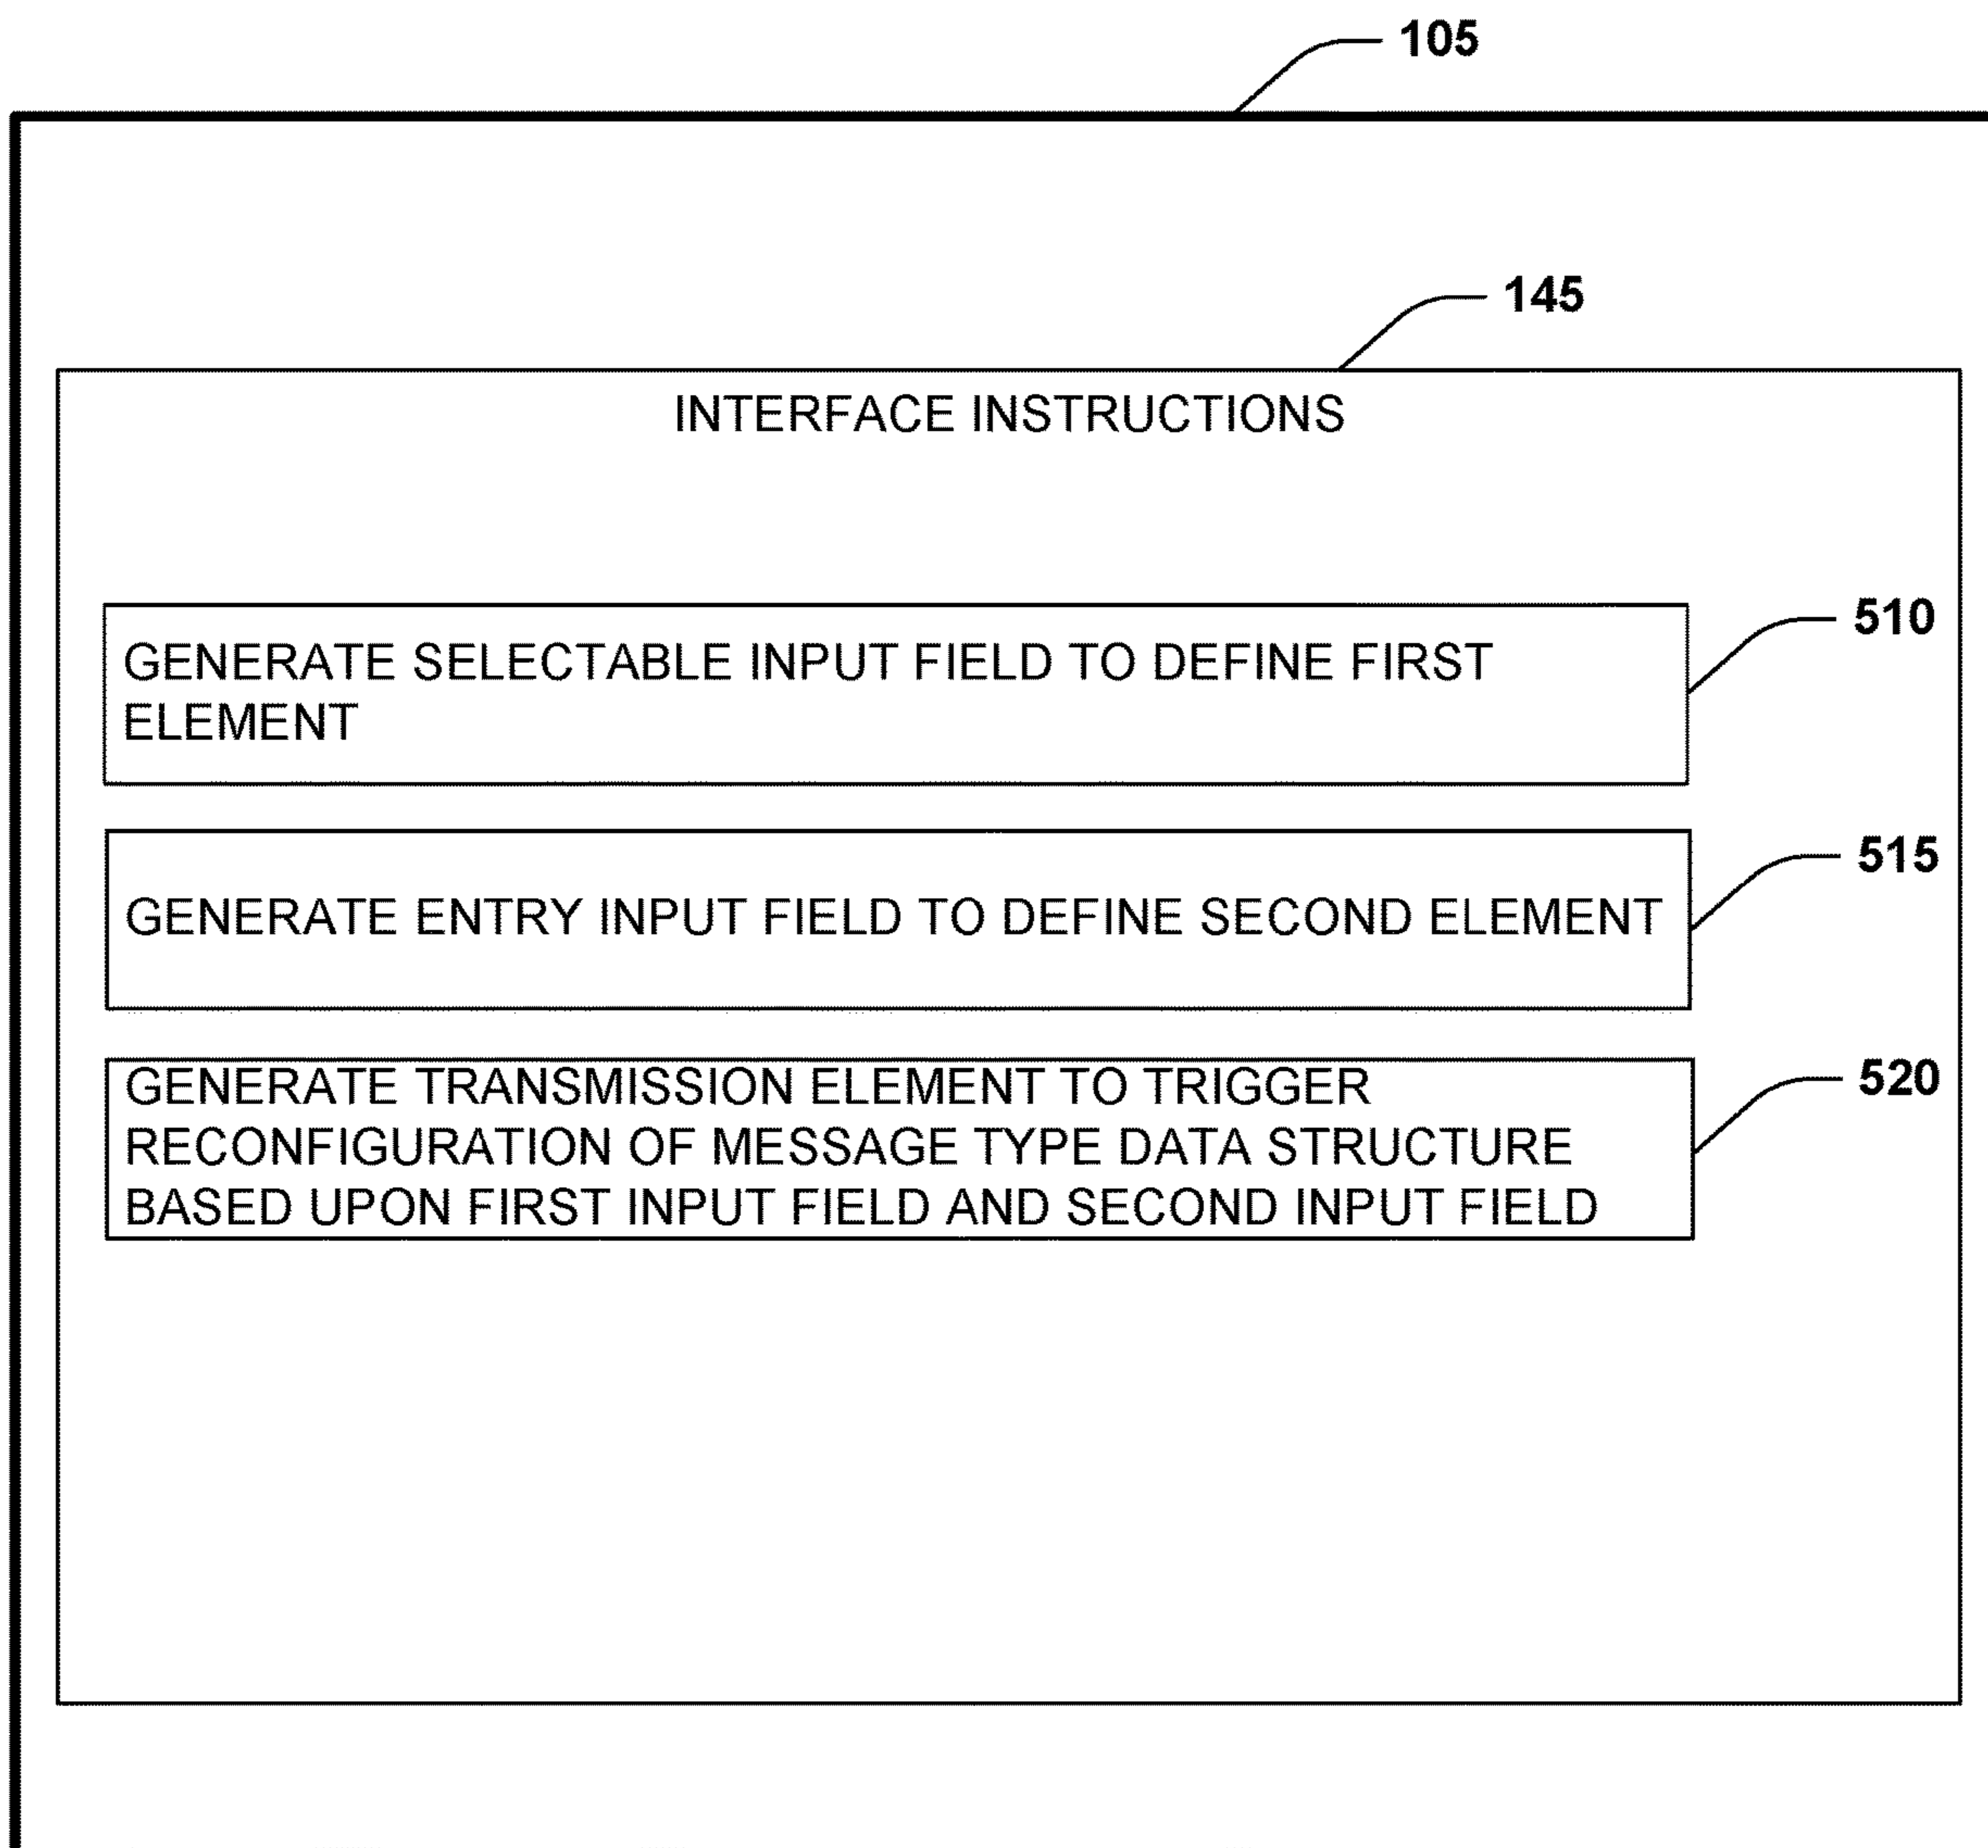 105
145
INTERFACE INSTRUCTIONS
510
GENERATE SELECTABLE INPUT FIELD TO DEFINE FIRST
ELEMENT
515
GENERATE ENTRY INPUT FIELD TO DEFINE SECOND ELEMENT
520
GENERATE TRANSMISSION ELEMENT TO TRIGGER
RECONFIGURATION OF MESSAGE TYPE DATA STRUCTURE
BASED UPON FIRST INPUT FIELD AND SECOND INPUT FIELD